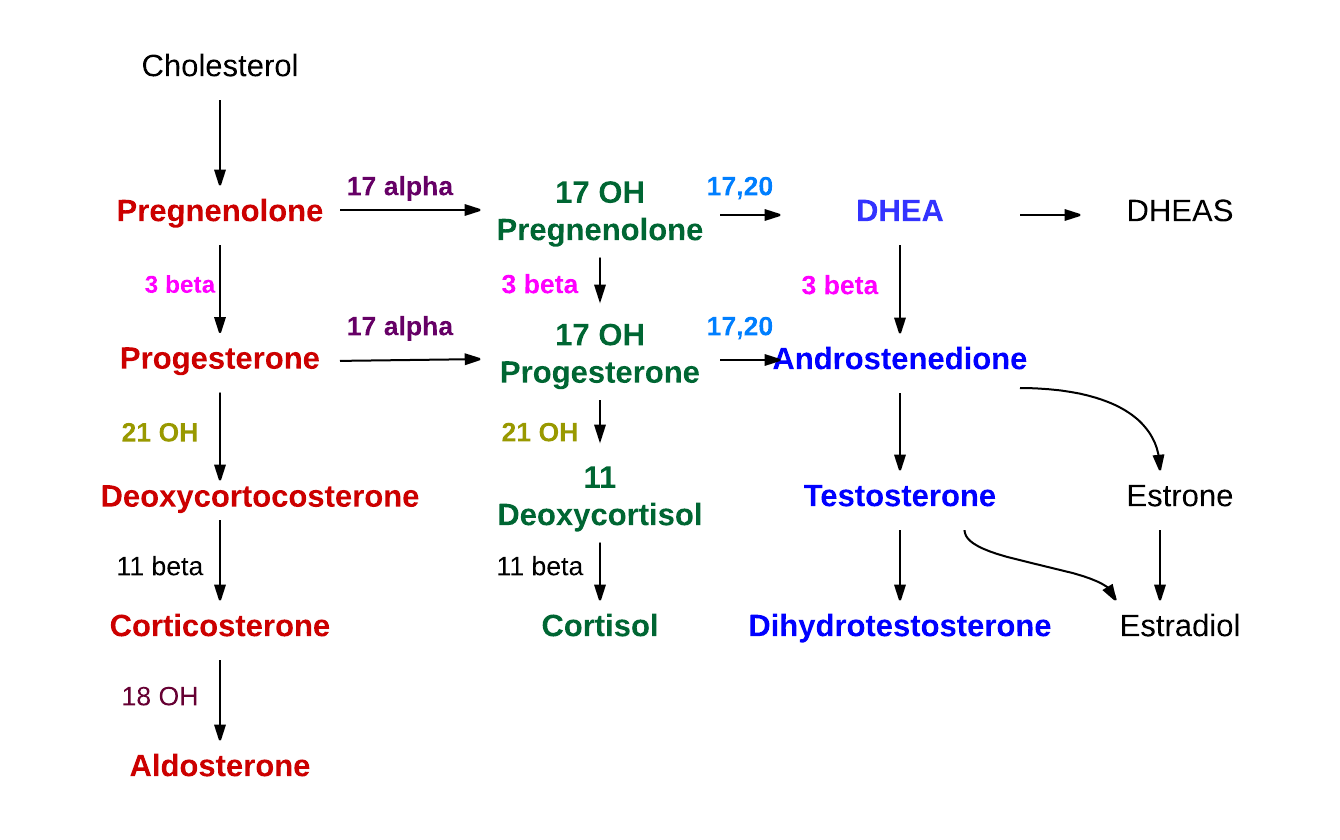 Cholesterol
17 alpha
17 OH
17,20
Pregnenolone
Pregnenolone
DHEA
DHEAS
3 beta
3 beta
3 beta
17 alpha
17 OH
17,20
Progesterone
Progesterone
Androstenedione
21 OH
21 OH
11
Deoxycortocosterone
Deoxycortisol
Testosterone
Estrone
11 beta
11 beta
Corticosterone
Cortisol
Dihydrotestosterone
Estradiol
18 OH
Aldosterone